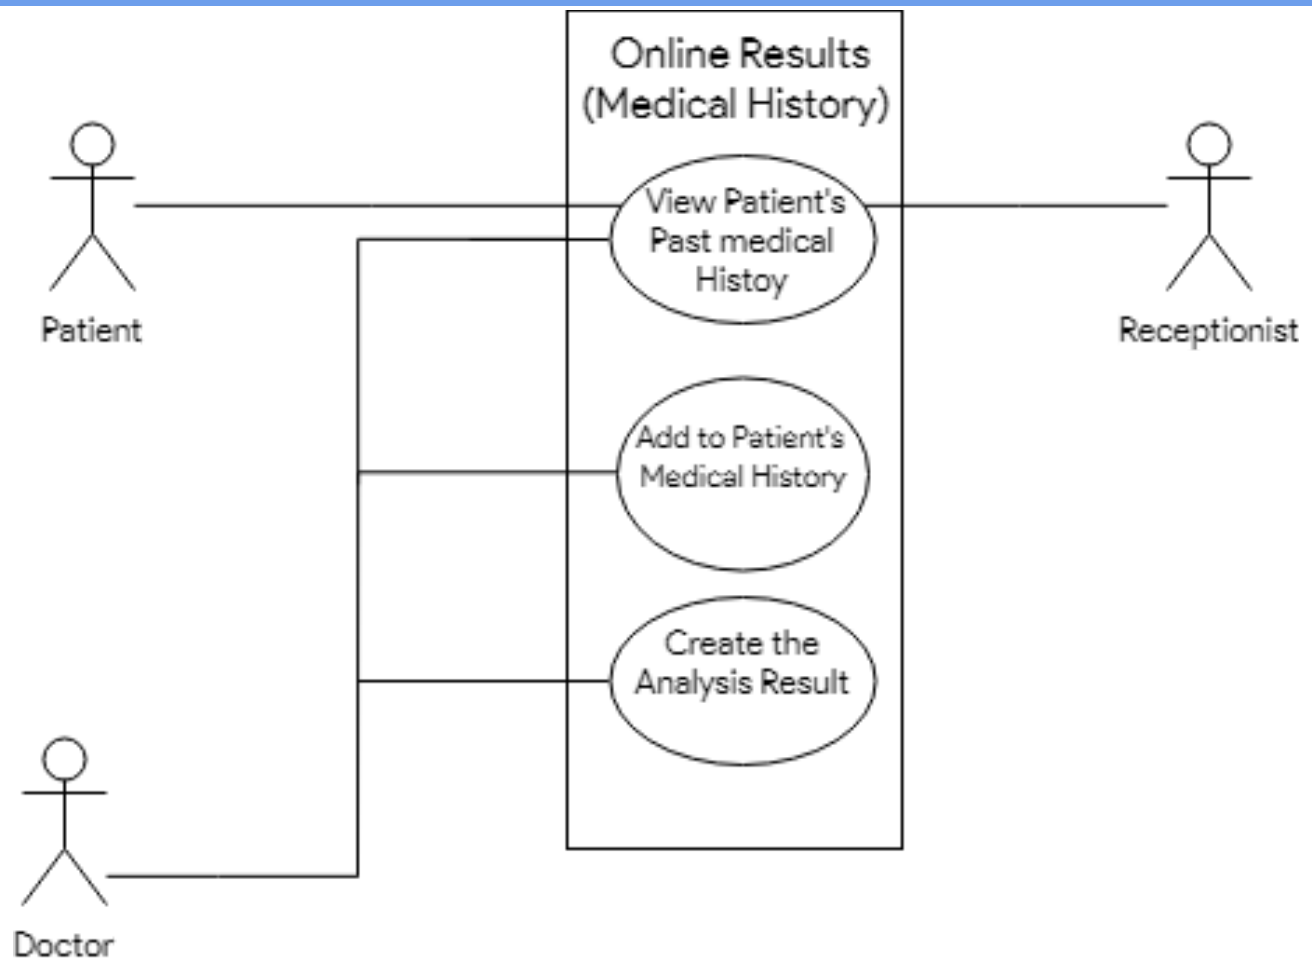 Online Results
(Medical History)
View Patient's
Past medical
Histoy
Patient
Receptionist
Add to Patient's
Medical History
Create the
Analysis Result
Doctor